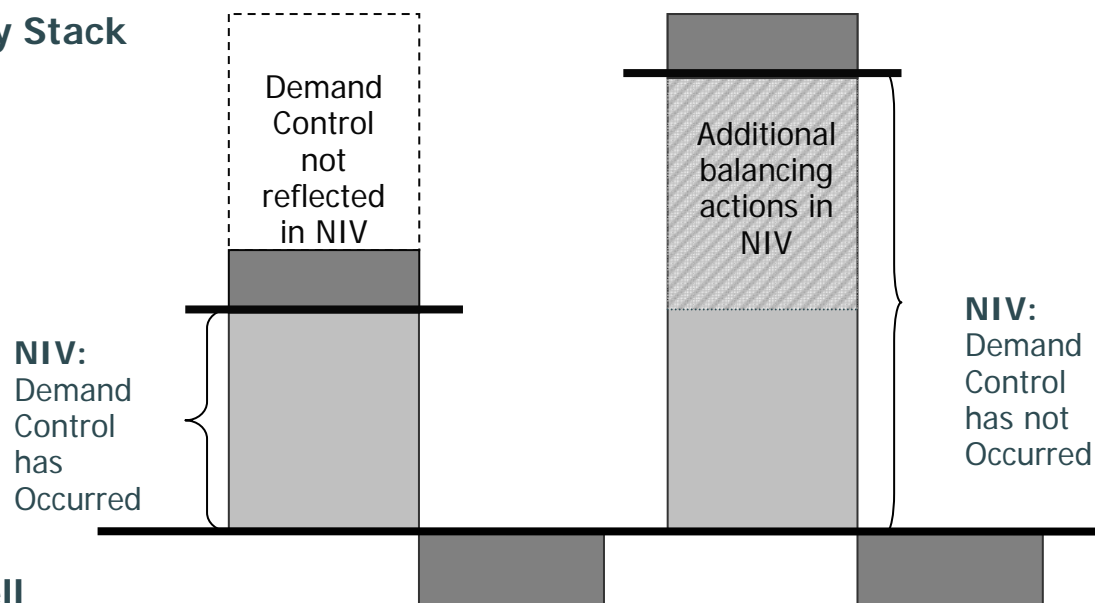 Stack
Demand
Control
not
reflected
in NIV
Additional
balancing
actions in
NIV
NIV:
Demand
Control
has
Occurred
NIV:
Demand
Control
has not
Occurred